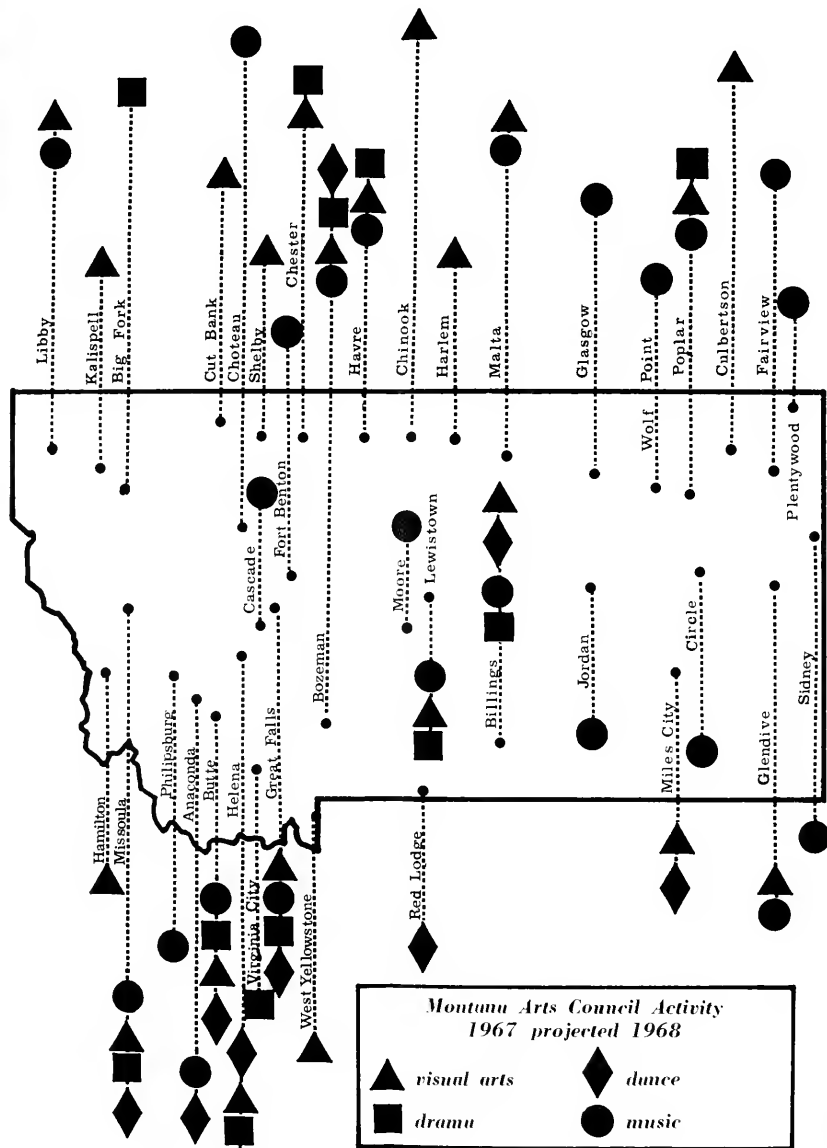 Libby
Kalispell
Big Fork
Cut Bank
Choteau
Shelby
Chester
Havre
Chinook
Harlem
Malta
Glasgow
Wolf Point
Poplar
Culbertson
Fairview
Plentywood
Cascade
Fort Benton
Moore
Lewistown
Bozeman
Billings
Jordan
Circle
Sidney
Hamilton
Missoula
Philipsburg
Anaconda
Butte
Helena
Virginia City
Great Falls
West Yellowstone
Red Lodge
Miles City
Glendive
Montana Arts Council Activity
1967 projected 1968
visual arts
dance
drama
music